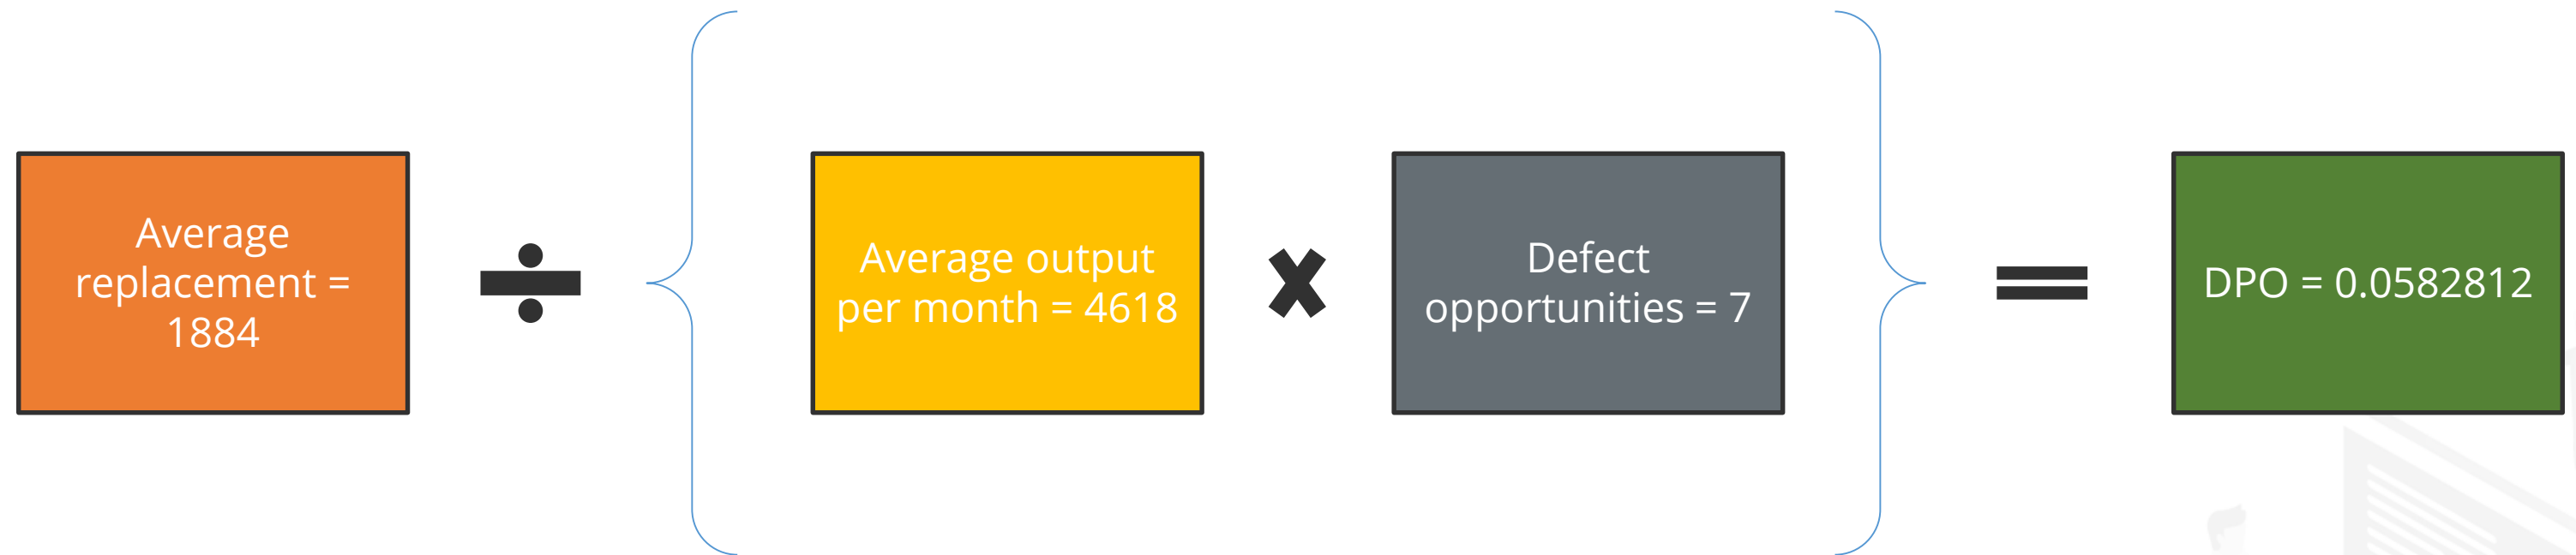 Average
replacement =
1884
÷
Average output
per month = 4618
x
Defect
opportunities = 7
=
DPO = 0.0582812